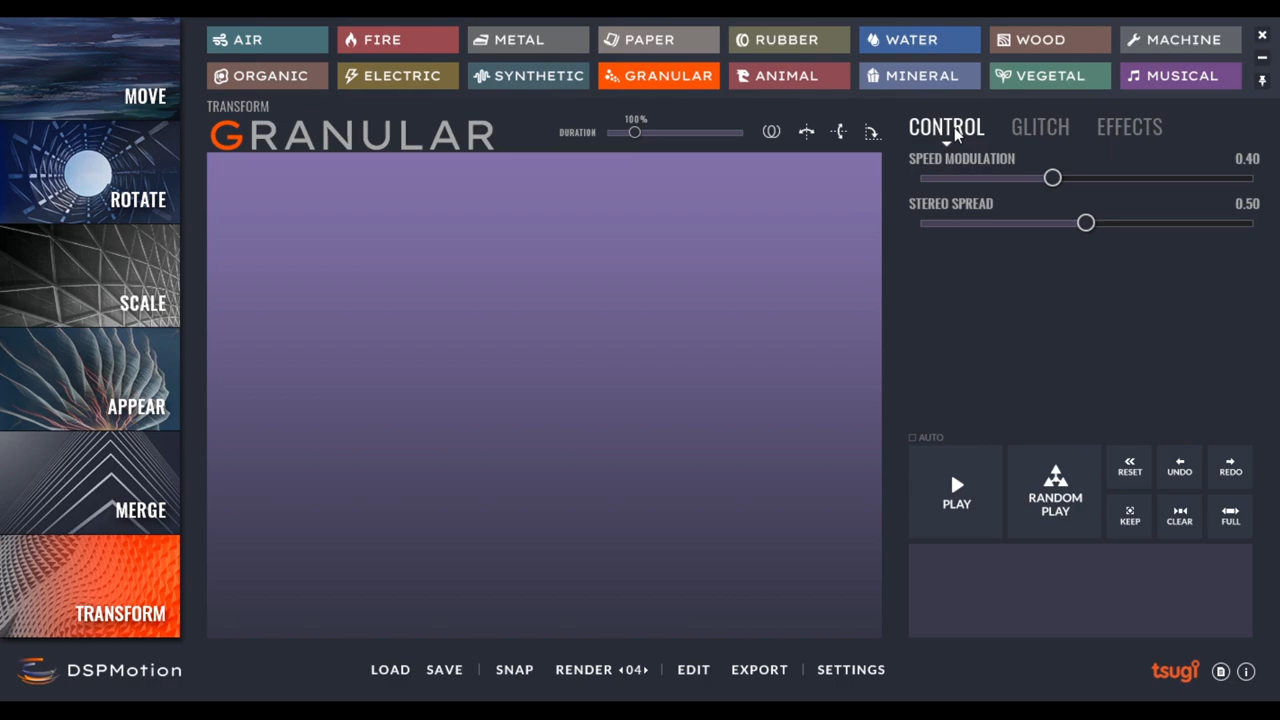 MOVE
ROTATE
SCALE
APPEAR
MERGE
TRANSFORM
AIR
FIRE
METAL
PAPER
RUBBER
WATER
WOOD
MACHINE
ORGANIC
ELECTRIC
SYNTHETIC
GRANULAR
ANIMAL
MINERAL
VEGETAL
MUSICAL
TRANSFORM
GRANULAR
DURATION
100%
CONTROL
GLITCH
EFFECTS
SPEED MODULATION 0.40
STEREO SPREAD 0.50
AUTO
PLAY
RANDOM
PLAY
RESET
UNDO
REDO
KEEP
CLEAR
FULL
DSPMotion
LOAD
SAVE
SNAP
RENDER 04
EDIT
EXPORT
SETTINGS
tsugi